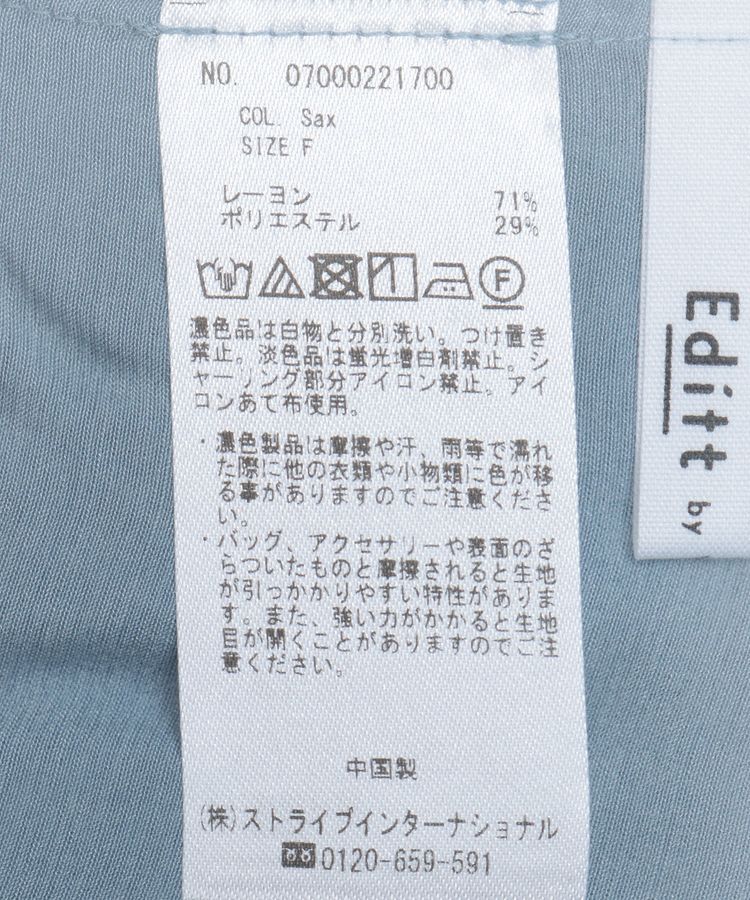 NO. 07000221700
COL. Sax
SIZE F
レーヨン 71%
ポリエステル 29%
F
濃色品は白物と分別洗い。つけ置き
禁止。淡色品は蛍光増白剤禁止。シ
ャーリング部分アイロン禁止。アイ
ロンあて布使用。
・濃色製品は摩擦や汗、雨等で濡れ
た際に他の衣類や小物類に色が移
る事がありますのでご注意くださ
い。
・バッグ、アクセサリーや表面のざ
らついたものと摩擦されると生地
が引っかかりやすい特性がありま
す。また、強い力がかかると生地
目が開くことがありますのでご注
意ください。
中国製
(株)ストライプインターナショナル
0120-659-591
Editt by